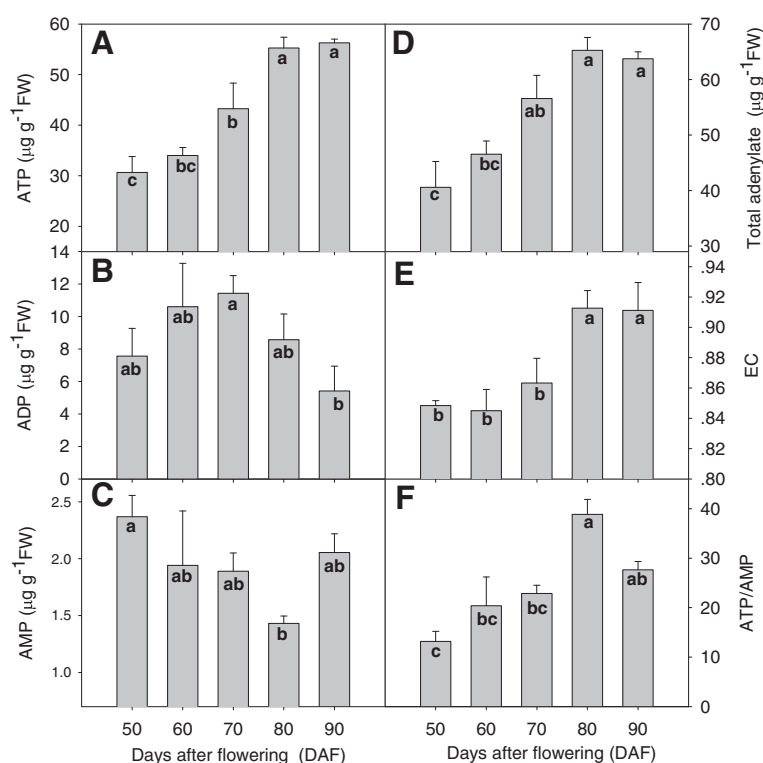 A
ATP (μg g⁻¹FW)
60
50
40
30
20
c
bc
b
a
a
D
Total adenylate (μg g⁻¹FW)
70
60
50
40
30
c
bc
ab
a
a
B
ADP (μg g⁻¹FW)
14
12
10
8
6
4
2
0
ab
ab
a
ab
b
E
EC
.94
.92
.90
.88
.86
.84
.82
.80
b
b
b
a
a
C
AMP (μg g⁻¹FW)
2.5
2.0
1.5
1.0
a
ab
ab
b
ab
F
ATP/AMP
40
30
20
10
0
c
bc
bc
a
ab
50 60 70 80 90
Days after flowering (DAF)
50 60 70 80 90
Days after flowering (DAF)